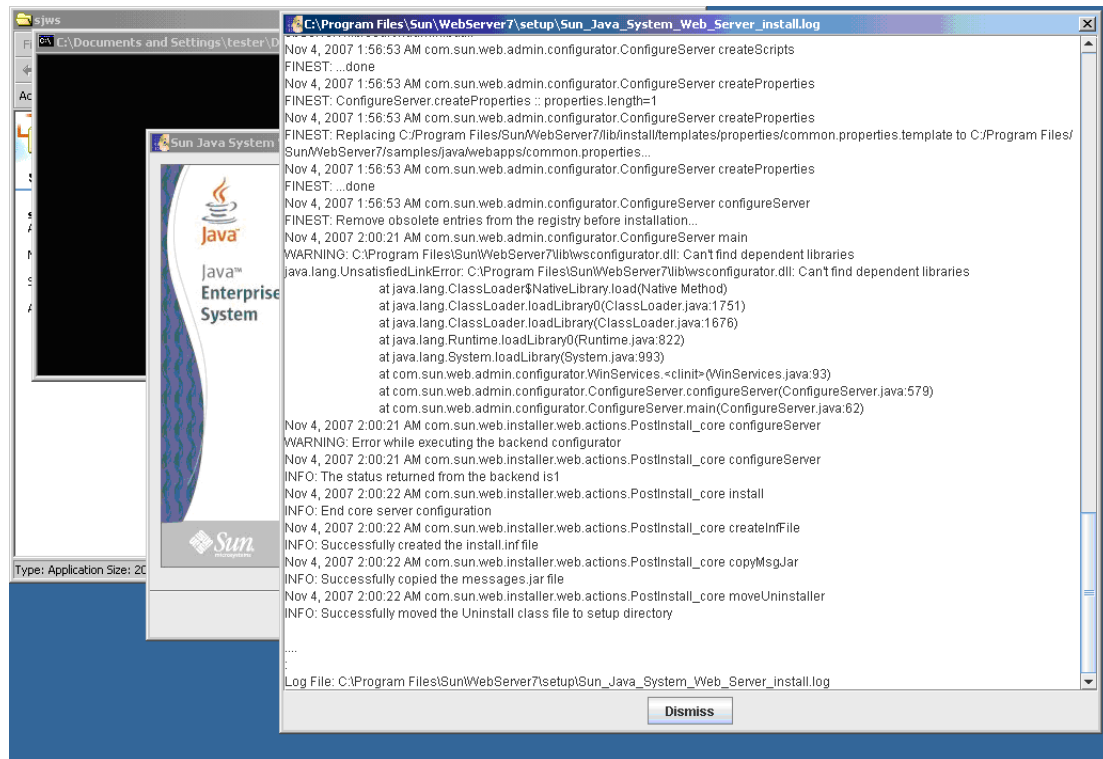 sjws
C:\Documents and Settings\tester\D
Ac
Type: Application Size: 20
Sun Java System
Java
Java™
Enterprise
System
Sun
microsystems
C:\Program Files\Sun\WebServer7\setup\Sun_Java_System_Web_Server_install.log
Nov 4, 2007 1:56:53 AM com.sun.web.admin.configurator.ConfigureServer createScripts
FINEST: ...done
Nov 4, 2007 1:56:53 AM com.sun.web.admin.configurator.ConfigureServer createProperties
FINEST: ConfigureServer.createProperties :: properties.length=1
Nov 4, 2007 1:56:53 AM com.sun.web.admin.configurator.ConfigureServer createProperties
FINEST: Replacing C:/Program Files/Sun/WebServer7/lib/install/templates/properties/common.properties.template to C:/Program Files/
Sun/WebServer7/samples/java/webapps/common.properties...
Nov 4, 2007 1:56:53 AM com.sun.web.admin.configurator.ConfigureServer createProperties
FINEST: ...done
Nov 4, 2007 1:56:53 AM com.sun.web.admin.configurator.ConfigureServer configureServer
FINEST: Remove obsolete entries from the registry before installation...
Nov 4, 2007 2:00:21 AM com.sun.web.admin.configurator.ConfigureServer main
WARNING: C:\Program Files\Sun\WebServer7\lib\wsconfigurator.dll: Can't find dependent libraries
java.lang.UnsatisfiedLinkError: C:\Program Files\Sun\WebServer7\lib\wsconfigurator.dll: Can't find dependent libraries
at java.lang.ClassLoader$NativeLibrary.load(Native Method)
at java.lang.ClassLoader.loadLibrary0(ClassLoader.java:1751)
at java.lang.ClassLoader.loadLibrary(ClassLoader.java:1676)
at java.lang.Runtime.loadLibrary0(Runtime.java:822)
at java.lang.System.loadLibrary(System.java:993)
at com.sun.web.admin.configurator.WinServices.<clinit>(WinServices.java:93)
at com.sun.web.admin.configurator.ConfigureServer.configureServer(ConfigureServer.java:579)
at com.sun.web.admin.configurator.ConfigureServer.main(ConfigureServer.java:62)
Nov 4, 2007 2:00:21 AM com.sun.web.installer.web.actions.PostInstall_core configureServer
WARNING: Error while executing the backend configurator
Nov 4, 2007 2:00:21 AM com.sun.web.installer.web.actions.PostInstall_core configureServer
INFO: The status returned from the backend is1
Nov 4, 2007 2:00:22 AM com.sun.web.installer.web.actions.PostInstall_core install
INFO: End core server configuration
Nov 4, 2007 2:00:22 AM com.sun.web.installer.web.actions.PostInstall_core createInfFile
INFO: Successfully created the install.inf file
Nov 4, 2007 2:00:22 AM com.sun.web.installer.web.actions.PostInstall_core copyMsgJar
INFO: Successfully copied the messages.jar file
Nov 4, 2007 2:00:22 AM com.sun.web.installer.web.actions.PostInstall_core moveUninstaller
INFO: Successfully moved the Uninstall class file to setup directory
....
:
Log File: C:\Program Files\Sun\WebServer7\setup\Sun_Java_System_Web_Server_install.log
Dismiss